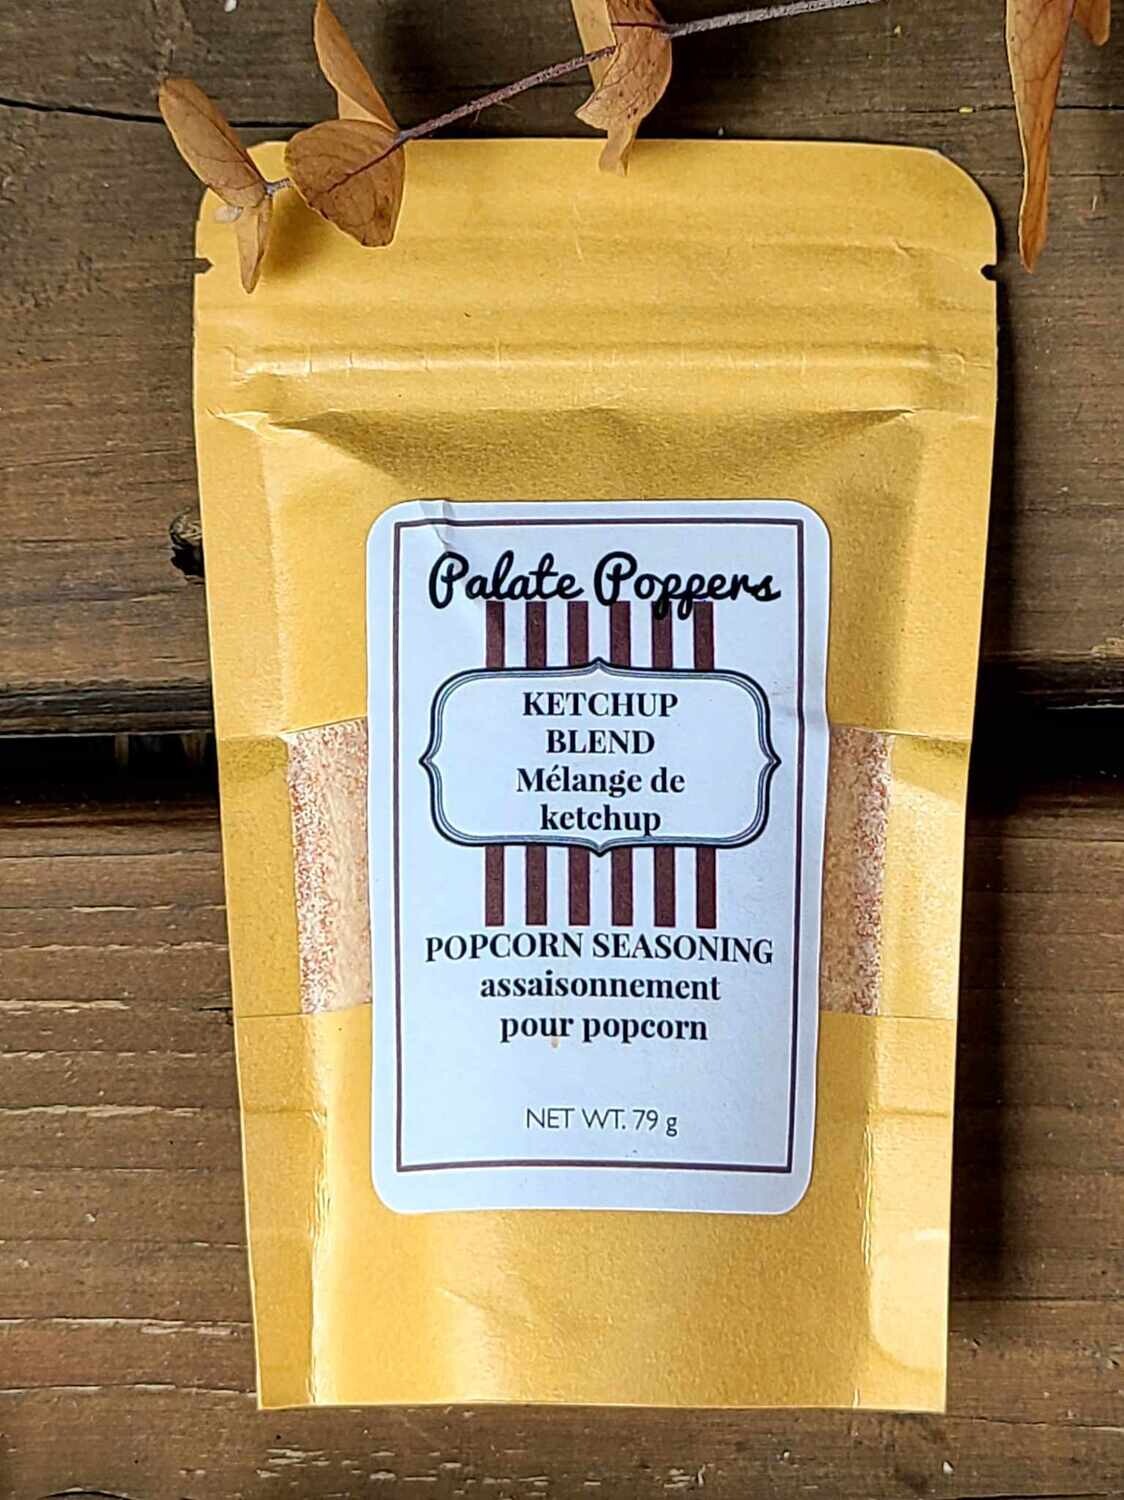 Palate Poppers
KETCHUP
BLEND
Mélange de
ketchup
POPCORN SEASONING
assaisonnement
pour popcorn
NET WT. 79 g